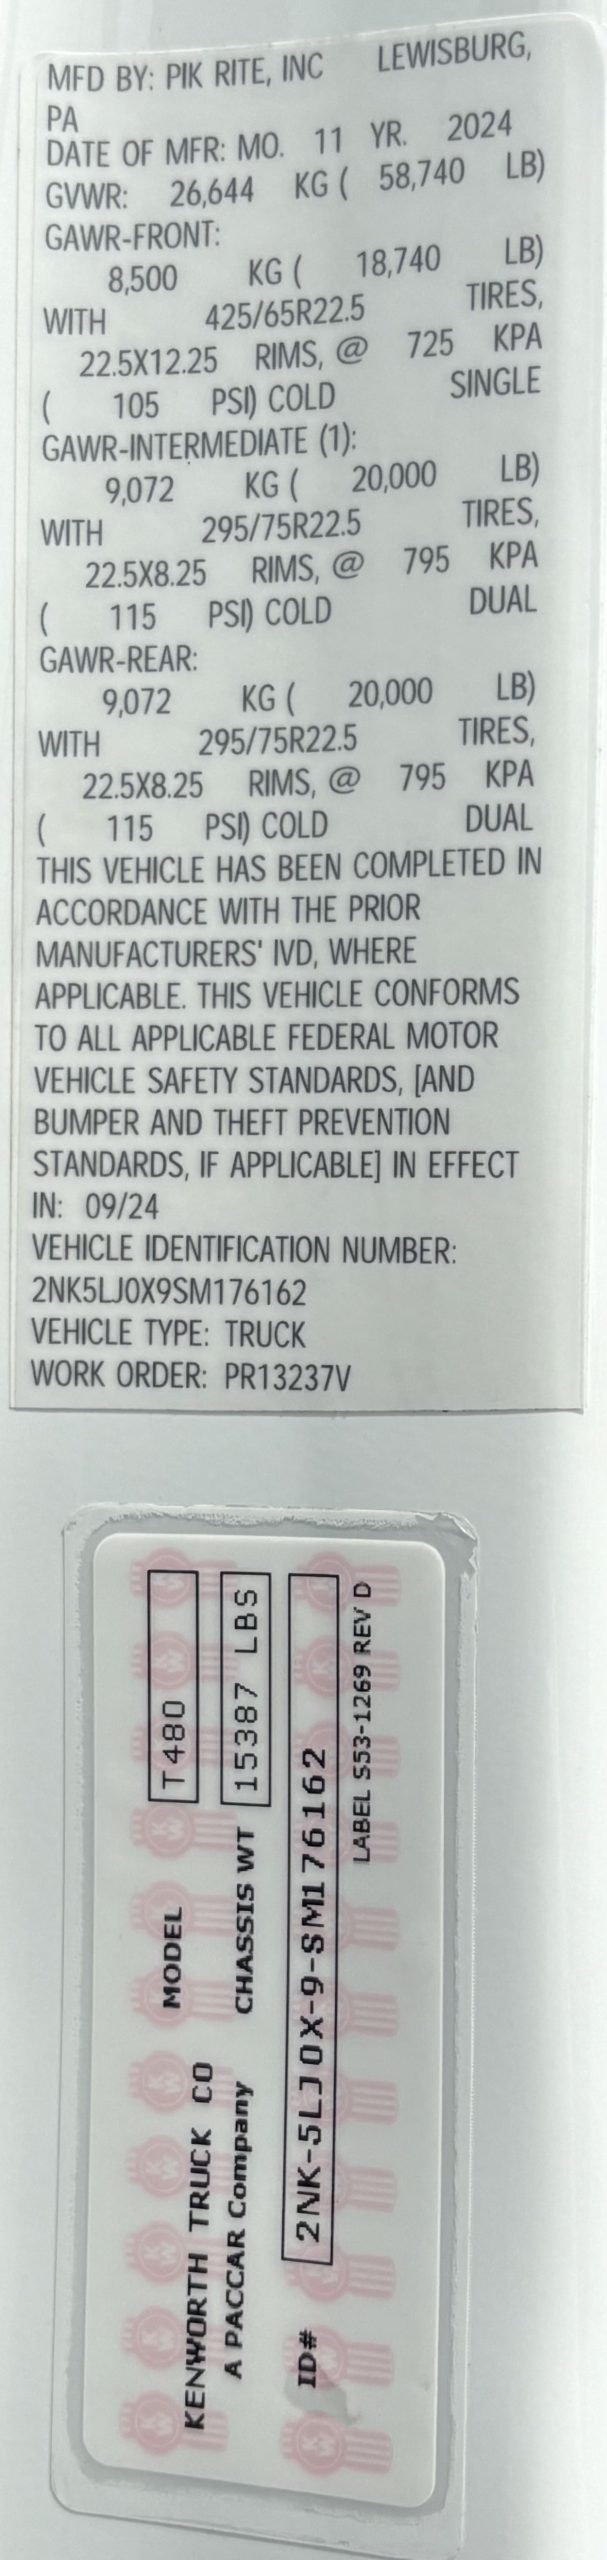 MFD BY: PIK RITE, INC LEWISBURG,
PA
DATE OF MFR: MO. 11 YR. 2024
GVWR: 26,644 KG ( 58,740 LB)
GAWR-FRONT:
8,500 KG ( 18,740 LB)
WITH 425/65R22.5 TIRES,
22.5X12.25 RIMS, @ 725 KPA
( 105 PSI) COLD SINGLE
GAWR-INTERMEDIATE (1):
9,072 KG ( 20,000 LB)
WITH 295/75R22.5 TIRES,
22.5X8.25 RIMS, @ 795 KPA
( 115 PSI) COLD DUAL
GAWR-REAR:
9,072 KG ( 20,000 LB)
WITH 295/75R22.5 TIRES,
22.5X8.25 RIMS, @ 795 KPA
( 115 PSI) COLD DUAL
THIS VEHICLE HAS BEEN COMPLETED IN
ACCORDANCE WITH THE PRIOR
MANUFACTURERS' IVD, WHERE
APPLICABLE. THIS VEHICLE CONFORMS
TO ALL APPLICABLE FEDERAL MOTOR
VEHICLE SAFETY STANDARDS, [AND
BUMPER AND THEFT PREVENTION
STANDARDS, IF APPLICABLE] IN EFFECT
IN: 09/24
VEHICLE IDENTIFICATION NUMBER:
2NK5LJ0X9SM176162
VEHICLE TYPE: TRUCK
WORK ORDER: PR13237V
MODEL T480
KENWORTH TRUCK CO
A PACCAR Company CHASSIS WT 15387 LBS
ID# 2NK-5LJ0X-9-SM176162
LABEL S53-1269 REV D